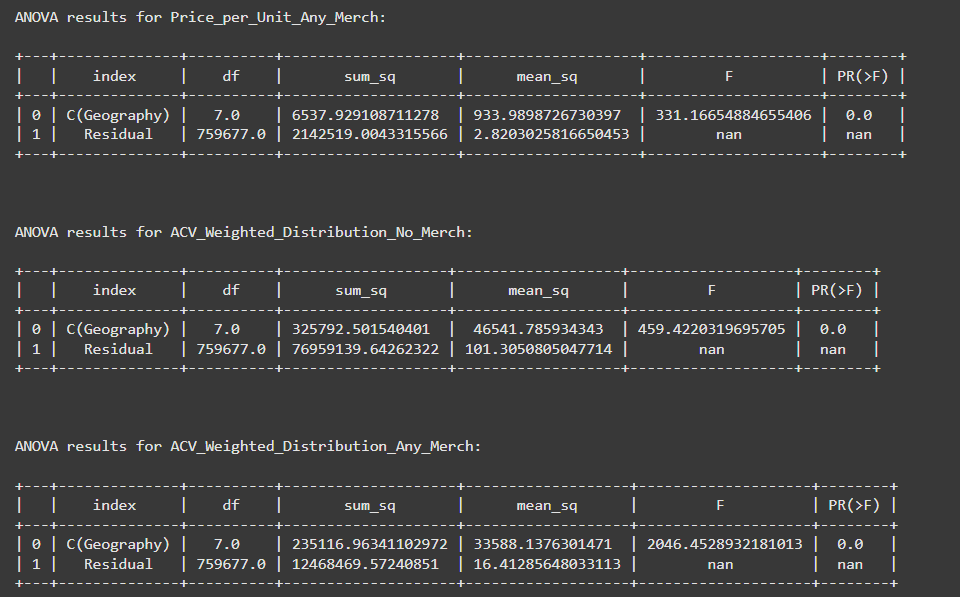 ANOVA results for Price_per_Unit_Any_Merch:
+---+--------------+----------+--------------------+--------------------+--------------------+--------+
|   |    index     |    df    |       sum_sq       |      mean_sq       |         F          | PR(>F) |
+---+--------------+----------+--------------------+--------------------+--------------------+--------+
| 0 | C(Geography) |   7.0    | 6537.929108711278  | 933.9898726730397  | 331.16654884655406 |  0.0   |
| 1 |   Residual   | 759677.0 | 2142519.0043315566 | 2.8203025816650453 |        nan         |  nan   |
+---+--------------+----------+--------------------+--------------------+--------------------+--------+
ANOVA results for ACV_Weighted_Distribution_No_Merch:
+---+--------------+----------+-------------------+-------------------+-------------------+--------+
|   |    index     |    df    |      sum_sq       |      mean_sq      |         F         | PR(>F) |
+---+--------------+----------+-------------------+-------------------+-------------------+--------+
| 0 | C(Geography) |   7.0    | 325792.501540401  |  46541.785934343  | 459.4220319695705 |  0.0   |
| 1 |   Residual   | 759677.0 | 76959139.64262322 | 101.3050805047714 |        nan        |  nan   |
+---+--------------+----------+-------------------+-------------------+-------------------+--------+
ANOVA results for ACV_Weighted_Distribution_Any_Merch:
+---+--------------+----------+--------------------+-------------------+--------------------+--------+
|   |    index     |    df    |       sum_sq       |      mean_sq      |         F          | PR(>F) |
+---+--------------+----------+--------------------+-------------------+--------------------+--------+
| 0 | C(Geography) |   7.0    | 235116.96341102972 | 33588.1376301471  | 2046.4528932181013 |  0.0   |
| 1 |   Residual   | 759677.0 | 12468469.57240851  | 16.41285648033113 |        nan         |  nan   |
+---+--------------+----------+--------------------+-------------------+--------------------+--------+